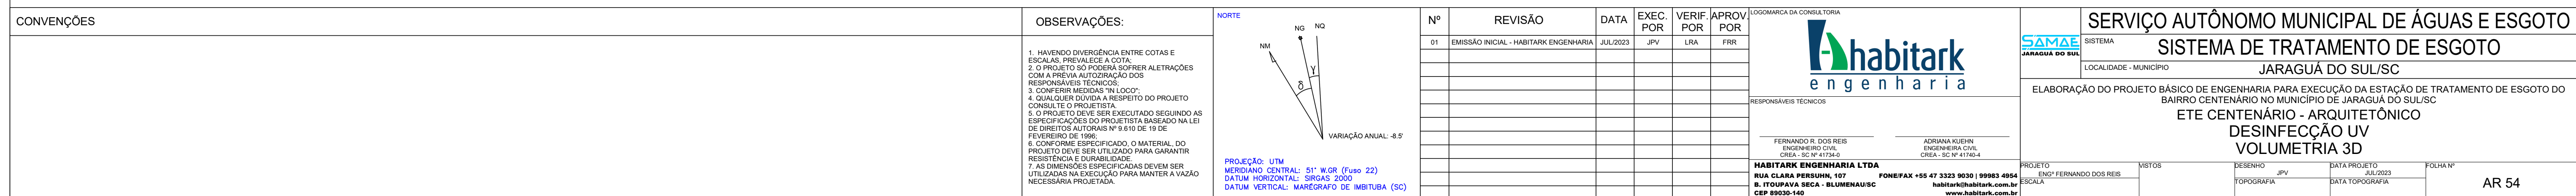 CONVENÇÕES
OBSERVAÇÕES:
1. HAVENDO DIVERGÊNCIA ENTRE COTAS E
ESCALAS, PREVALECE A COTA;
2. O PROJETO SÓ PODERÁ SOFRER ALETRAÇÕES
COM A PRÉVIA AUTOZIRAÇÃO DOS
RESPONSÁVEIS TÉCNICOS;
3. CONFERIR MEDIDAS "IN LOCO";
4. QUALQUER DÚVIDA A RESPEITO DO PROJETO
CONSULTE O PROJETISTA.
5. O PROJETO DEVE SER EXECUTADO SEGUINDO AS
ESPECIFICAÇÕES DO PROJETISTA BASEADO NA LEI
DE DIREITOS AUTORAIS Nº 9.610 DE 19 DE
FEVEREIRO DE 1996;
6. CONFORME ESPECIFICADO, O MATERIAL, DO
PROJETO DEVE SER UTILIZADO PARA GARANTIR
RESISTÊNCIA E DURABILIDADE.
7. AS DIMENSÕES ESPECIFICADAS DEVEM SER
UTILIZADAS NA EXECUÇÃO PARA MANTER A VAZÃO
NECESSÁRIA PROJETADA.
NORTE
NM NG NQ
γ
δ
VARIAÇÃO ANUAL: -8.5'
PROJEÇÃO: UTM
MERIDIANO CENTRAL: 51° W.GR (Fuso 22)
DATUM HORIZONTAL: SIRGAS 2000
DATUM VERTICAL: MARÉGRAFO DE IMBITUBA (SC)
Nº REVISÃO DATA EXEC. POR VERIF. POR APROV. POR
01 EMISSÃO INICIAL - HABITARK ENGENHARIA JUL/2023 JPV LRA FRR
LOGOMARCA DA CONSULTORIA
habitark
engenharia
RESPONSÁVEIS TÉCNICOS
FERNANDO R. DOS REIS
ENGENHEIRO CIVIL
CREA - SC Nº 41734-0
ADRIANA KUEHN
ENGENHEIRA CIVIL
CREA - SC Nº 41740-4
HABITARK ENGENHARIA LTDA
RUA CLARA PERSUHN, 107 FONE/FAX +55 47 3323 9030 | 99983 4954
B. ITOUPAVA SECA - BLUMENAU/SC habitark@habitark.com.br
CEP 89030-140 www.habitark.com.br
SAMAE
JARAGUÁ DO SUL
SERVIÇO AUTÔNOMO MUNICIPAL DE ÁGUAS E ESGOTO
SISTEMA
SISTEMA DE TRATAMENTO DE ESGOTO
LOCALIDADE - MUNICÍPIO
JARAGUÁ DO SUL/SC
ELABORAÇÃO DO PROJETO BÁSICO DE ENGENHARIA PARA EXECUÇÃO DA ESTAÇÃO DE TRATAMENTO DE ESGOTO DO
BAIRRO CENTENÁRIO NO MUNICÍPIO DE JARAGUÁ DO SUL/SC
ETE CENTENÁRIO - ARQUITETÔNICO
DESINFECÇÃO UV
VOLUMETRIA 3D
PROJETO
ENGº FERNANDO DOS REIS
VISTOS
DESENHO
JPV
DATA PROJETO
JUL/2023
FOLHA Nº
ESCALA
TOPOGRAFIA
DATA TOPOGRAFIA
AR 54